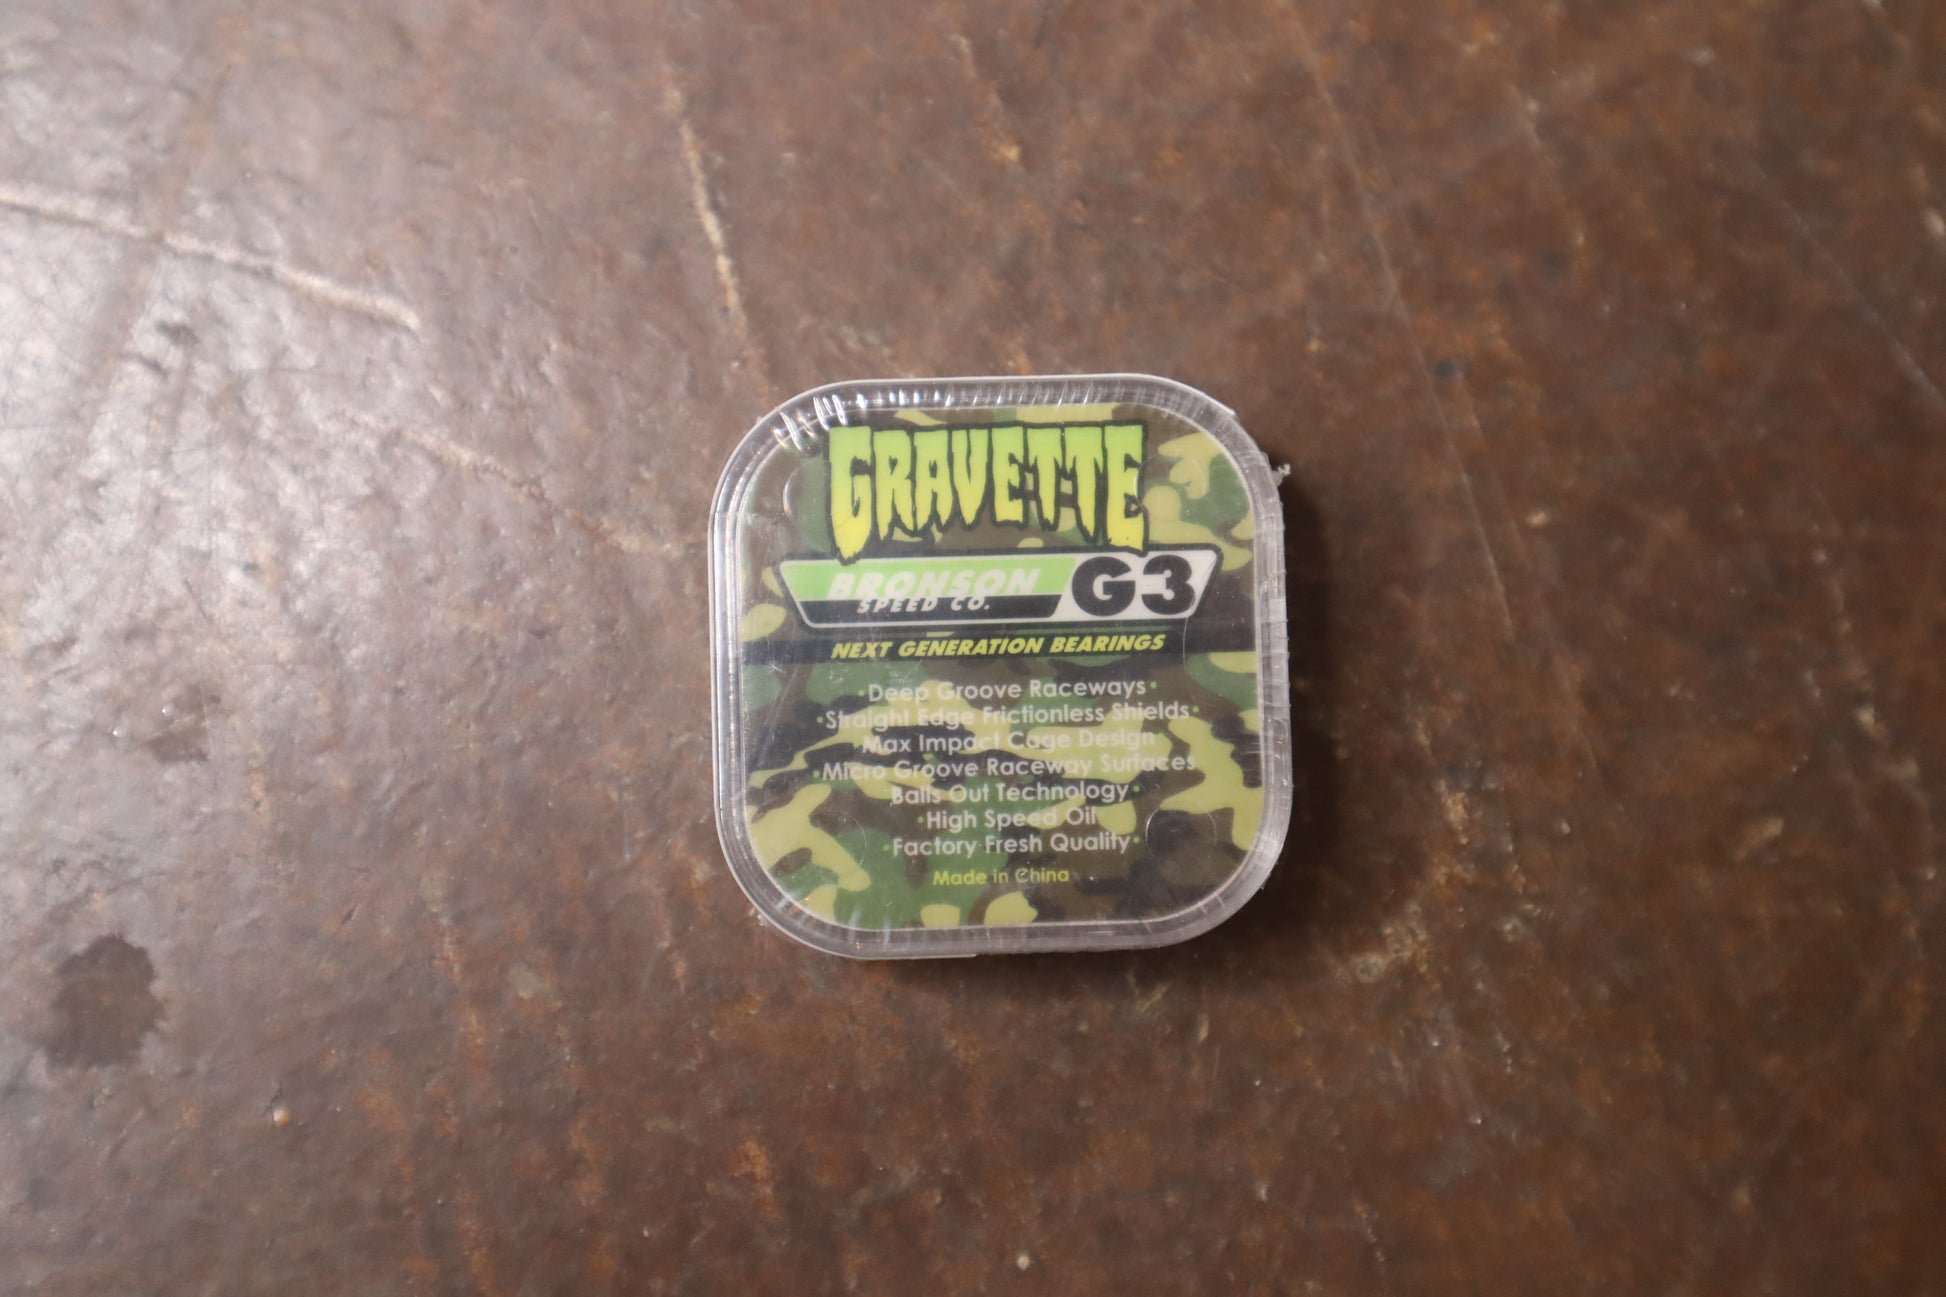 GRAVETTE
BRONSON G3
SPEED CO.
NEXT GENERATION BEARINGS
•Deep Groove Raceways•
•Straight Edge Frictionless Shields•
•Max Impact Cage Design•
•Micro Groove Raceway Surfaces
Balls Out Technology•
•High Speed Oil
•Factory Fresh Quality•
Made in China